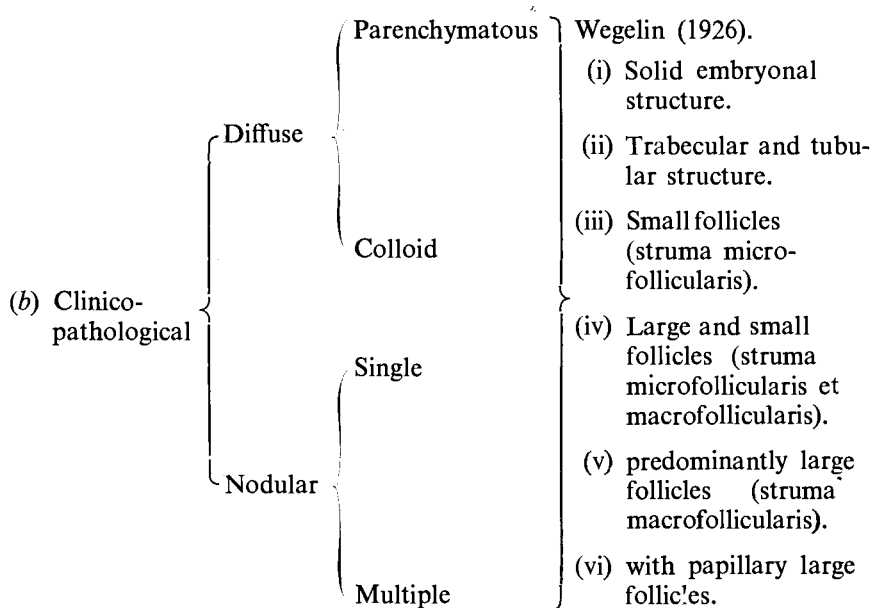 Parenchymatous
Wegelin (1926).
(i) Solid embryonal
structure.
Diffuse
(ii) Trabecular and tubu-
lar structure.
(iii) Small follicles
(struma micro-
follicularis).
Colloid
(b) Clinico-
pathological
(iv) Large and small
follicles (struma
microfollicularis et
macrofollicularis).
Single
(v) predominantly large
follicles (struma
macrofollicularis).
Nodular
(vi) with papillary large
follicles.
Multiple